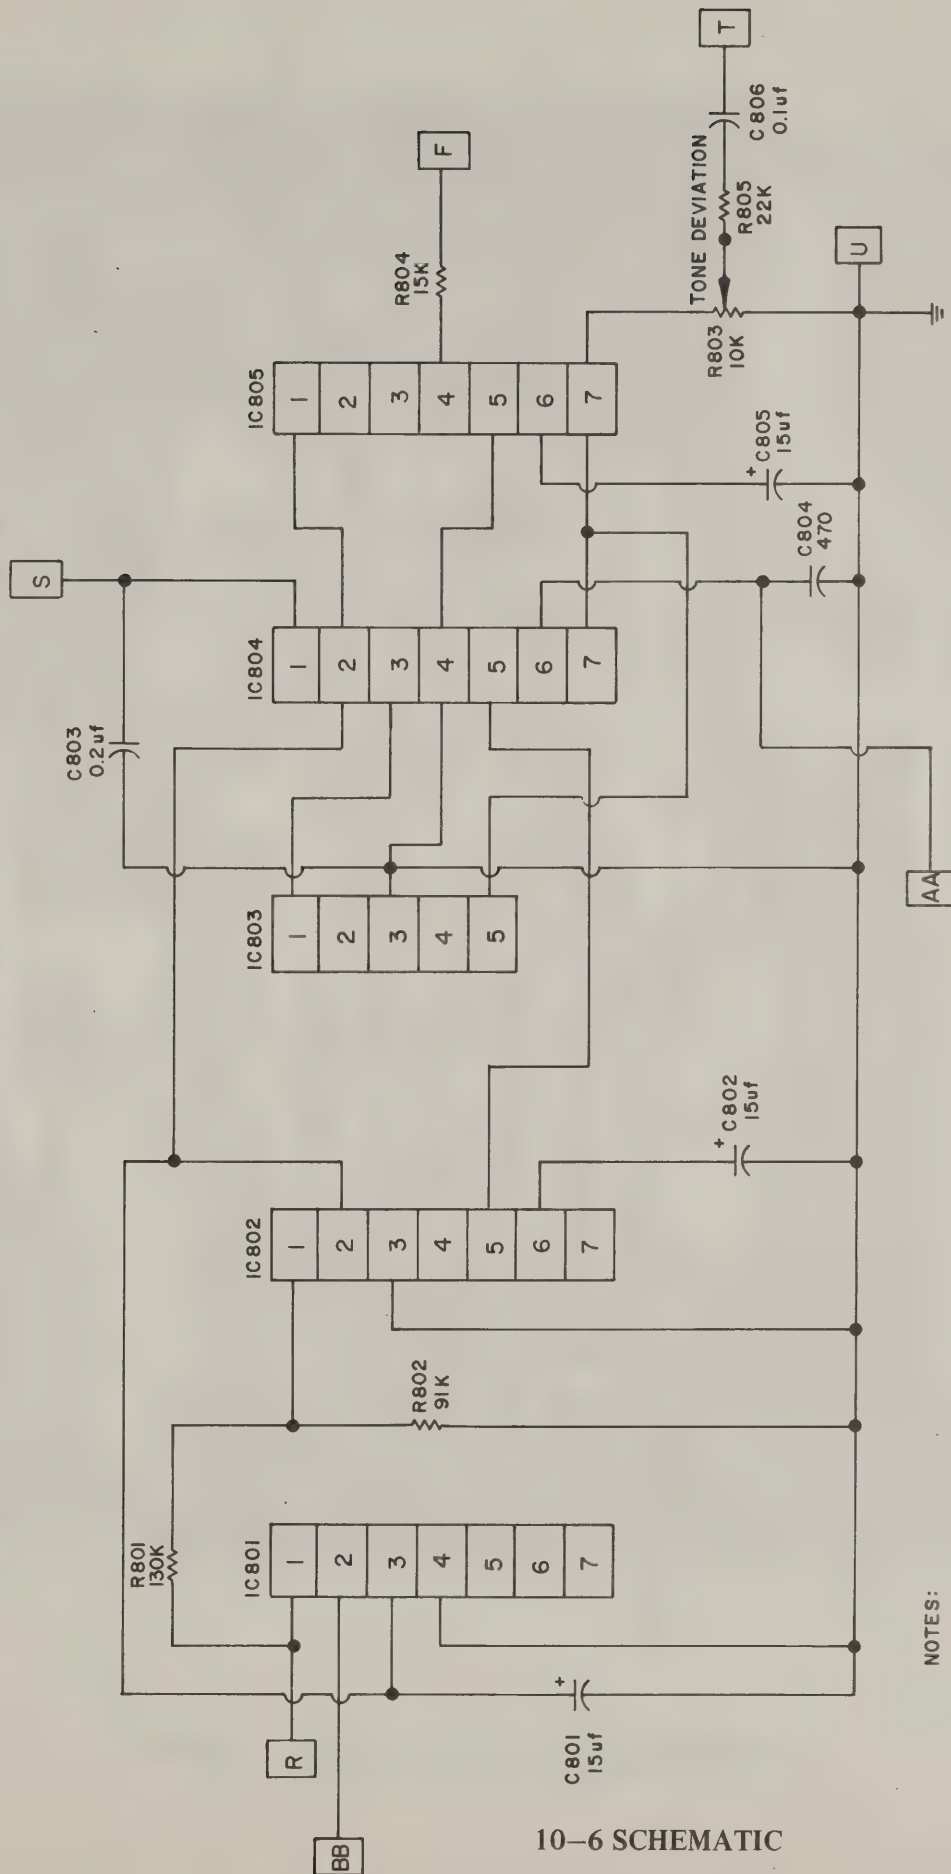 T
C806
0.1uf
TONE DEVIATION
R805
22K
F
R804
15K
U
R803
10K
IC805
1
2
3
4
5
6
7
+
C805
15uf
C804
470
S
C803
0.2uf
IC804
1
2
3
4
5
6
7
AA
IC803
1
2
3
4
5
+
C802
15uf
IC802
1
2
3
4
5
6
7
R802
91K
R801
130K
IC801
1
2
3
4
5
6
7
NOTES:
+
C801
15uf
R
BB
10–6 SCHEMATIC